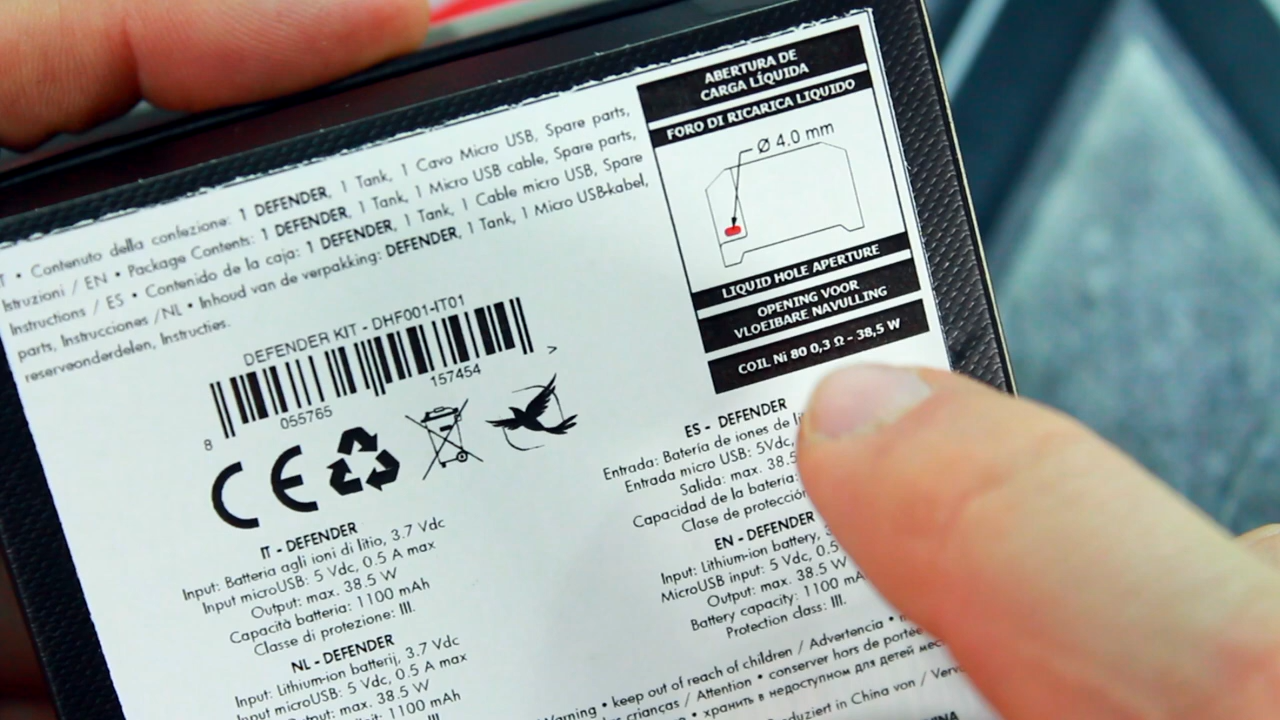 IT • Contenuto della confezione: 1 DEFENDER, 1 Tank, 1 Cavo Micro USB, Spare parts,
Istruzioni / EN • Package Contents: 1 DEFENDER, 1 Tank, 1 Micro USB cable, Spare parts,
Instructions / ES • Contenido de la caja: 1 DEFENDER, 1 Tank, 1 Cable micro USB, Spare
parts, Instrucciones /NL • Inhoud van de verpakking: DEFENDER, 1 Tank, 1 Micro USB-kabel,
reserveonderdelen, Instructies.
DEFENDER KIT - DHF001-IT01
8 055765 157454 >
CE
IT - DEFENDER
Input: Batteria agli ioni di litio, 3.7 Vdc
Input microUSB: 5 Vdc, 0.5 A max
Output: max. 38.5 W
Capacità batteria: 1100 mAh
Classe di protezione: III.
NL - DEFENDER
Input: Lithium-ion batterij, 3.7 Vdc
Input microUSB: 5 Vdc, 0.5 A max
Output: max. 38.5 W
1100 mAh
III.
ABERTURA DE
CARGA LÍQUIDA
FORO DI RICARICA LIQUIDO
Ø 4.0 mm
LIQUID HOLE APERTURE
OPENING VOOR
VLOEIBARE NAVULLING
COIL Ni 80 0,3 Ω - 38,5 W
ES - DEFENDER
Entrada: Batería de iones de
Entrada micro USB: 5Vdc,
Salida: max. 38.5
Capacidad de la batería:
Clase de protección
EN - DEFENDER
Input: Lithium-ion battery,
MicroUSB input: 5 Vdc, 0.5
Output: max. 38.5 W
Battery capacity: 1100 mA
Protection class: III.
Warning • keep out of reach of children / Advertencia •
crianças / Attention • conserver hors de portée
• хранить в недоступном для детей
Produziert in China von /